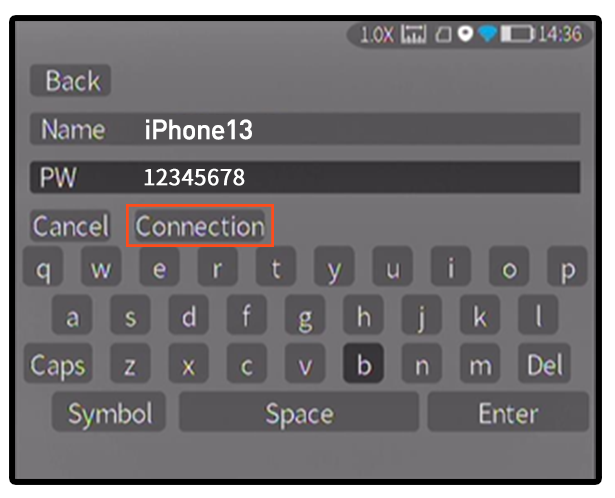 1.0X 14:36
Back
Name iPhone13
PW 12345678
Cancel Connection
q w e r t y u i o p
a s d f g h j k l
Caps z x c v b n m Del
Symbol Space Enter